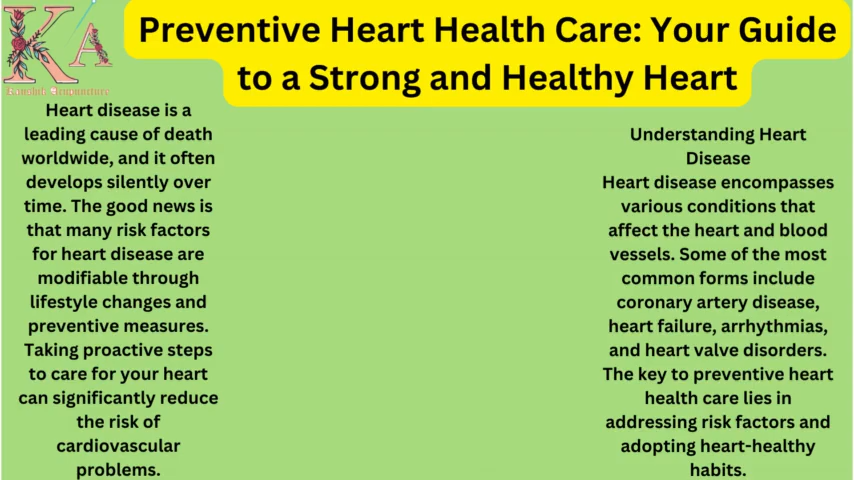 KA
Kaushik Acupuncture
Preventive Heart Health Care: Your Guide
to a Strong and Healthy Heart
Heart disease is a
leading cause of death
worldwide, and it often
develops silently over
time. The good news is
that many risk factors
for heart disease are
modifiable through
lifestyle changes and
preventive measures.
Taking proactive steps
to care for your heart
can significantly reduce
the risk of
cardiovascular
problems.
Understanding Heart
Disease
Heart disease encompasses
various conditions that
affect the heart and blood
vessels. Some of the most
common forms include
coronary artery disease,
heart failure, arrhythmias,
and heart valve disorders.
The key to preventive heart
health care lies in
addressing risk factors and
adopting heart-healthy
habits.